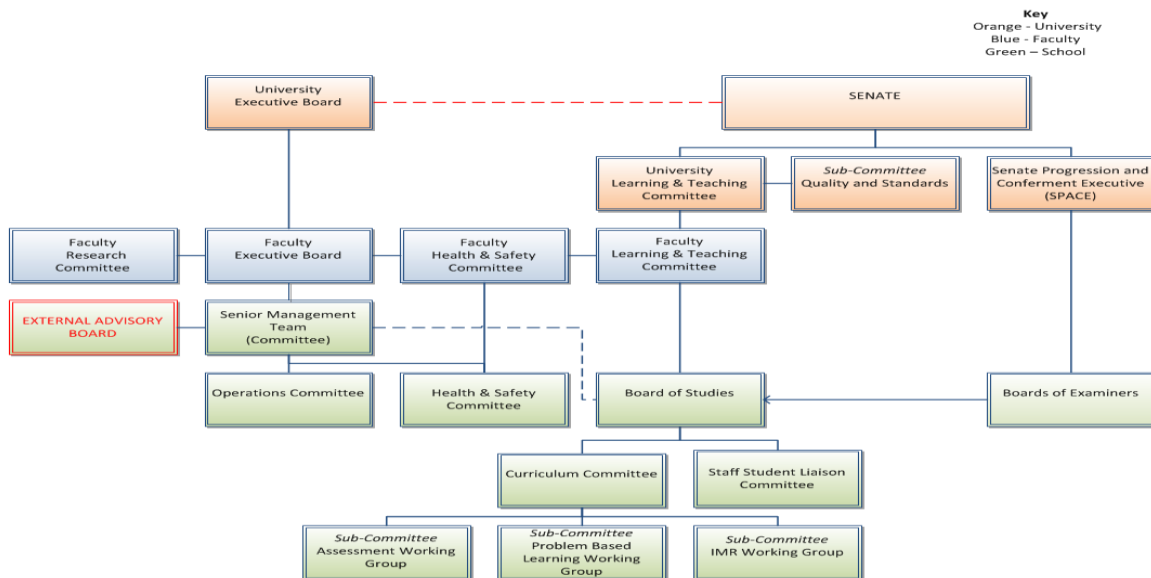 Key
Orange - University
Blue - Faculty
Green – School
University
Executive Board
SENATE
University
Learning & Teaching
Committee
Sub-Committee
Quality and Standards
Senate Progression and
Conferment Executive
(SPACE)
Faculty
Research
Committee
Faculty
Executive Board
Faculty
Health & Safety
Committee
Faculty
Learning & Teaching
Committee
EXTERNAL ADVISORY
BOARD
Senior Management
Team
(Committee)
Operations Committee
Health & Safety
Committee
Board of Studies
Boards of Examiners
Curriculum Committee
Staff Student Liaison
Committee
Sub-Committee
Assessment Working
Group
Sub-Committee
Problem Based
Learning Working
Group
Sub-Committee
IMR Working Group